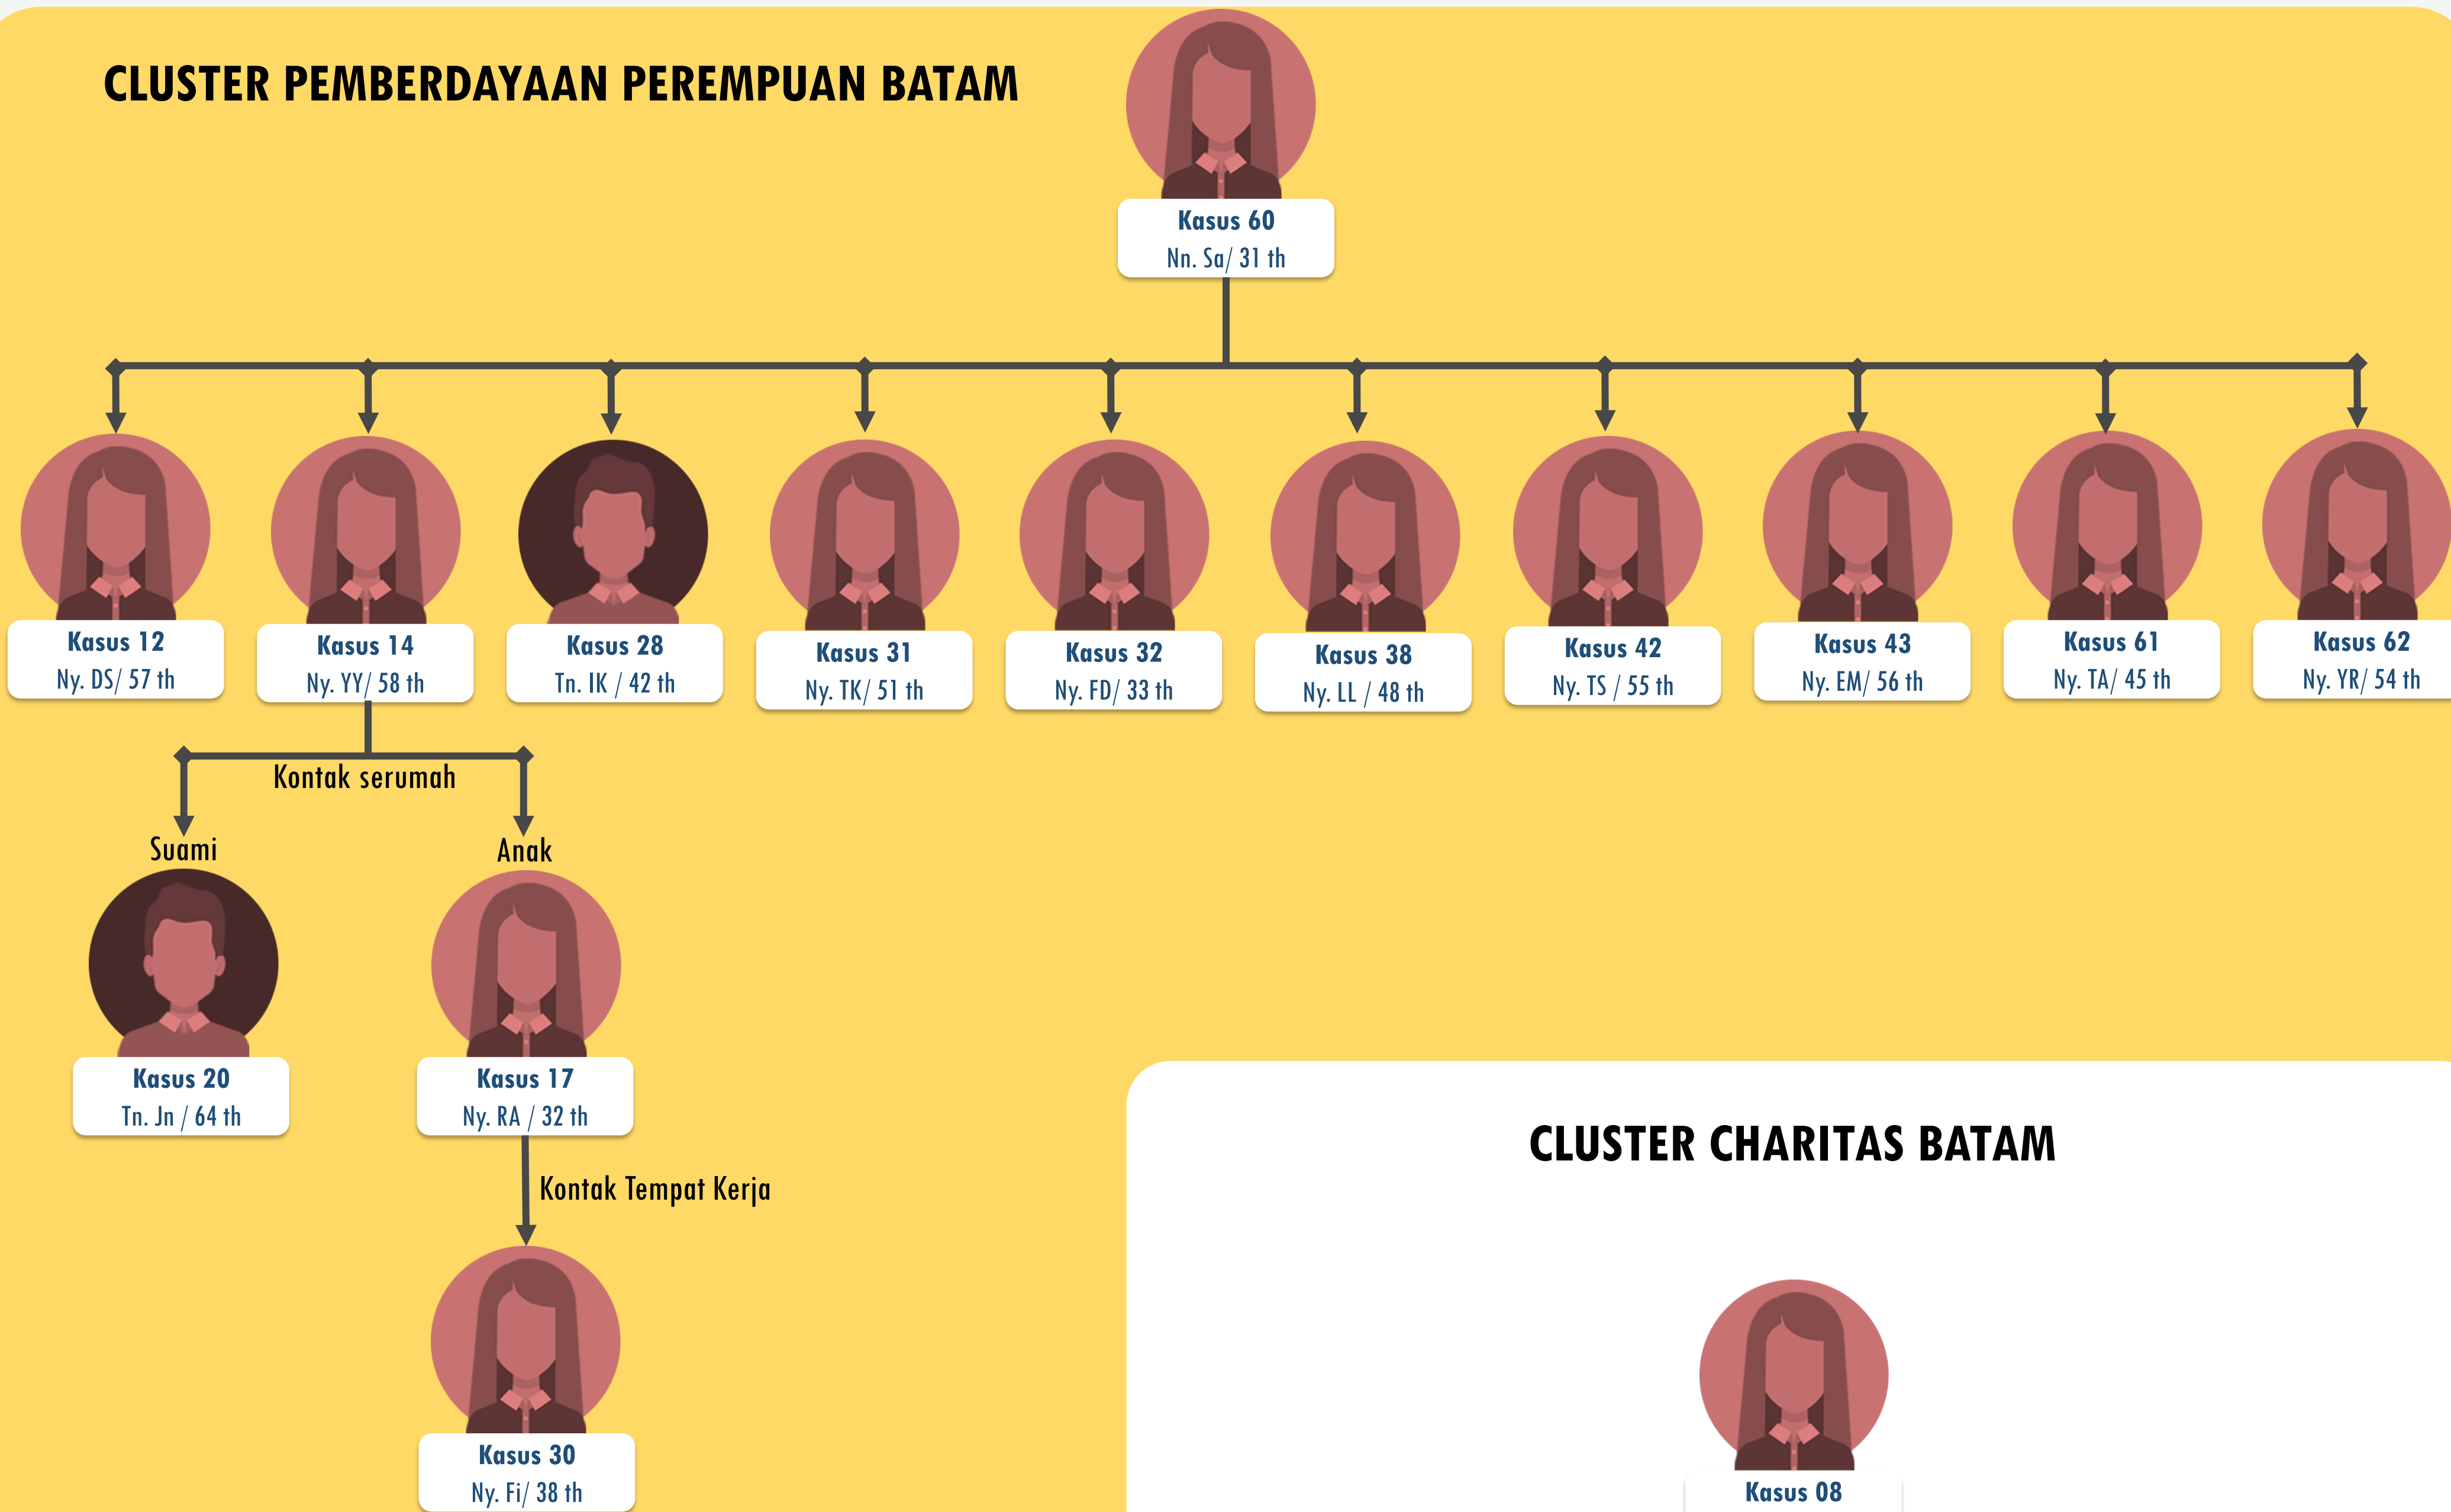 CLUSTER PEMBERDAYAAN PEREMPUAN BATAM
Kasus 60
Nn. Sa/ 31 th
Kasus 12
Ny. DS/ 57 th
Kasus 14
Ny. YY/ 58 th
Kasus 28
Tn. IK / 42 th
Kasus 31
Ny. TK/ 51 th
Kasus 32
Ny. FD/ 33 th
Kasus 38
Ny. LL / 48 th
Kasus 42
Ny. TS / 55 th
Kasus 43
Ny. EM/ 56 th
Kasus 61
Ny. TA/ 45 th
Kasus 62
Ny. YR/ 54 th
Kontak serumah
Suami
Anak
Kasus 20
Tn. Jn / 64 th
Kasus 17
Ny. RA / 32 th
Kontak Tempat Kerja
Kasus 30
Ny. Fi/ 38 th
CLUSTER CHARITAS BATAM
Kasus 08